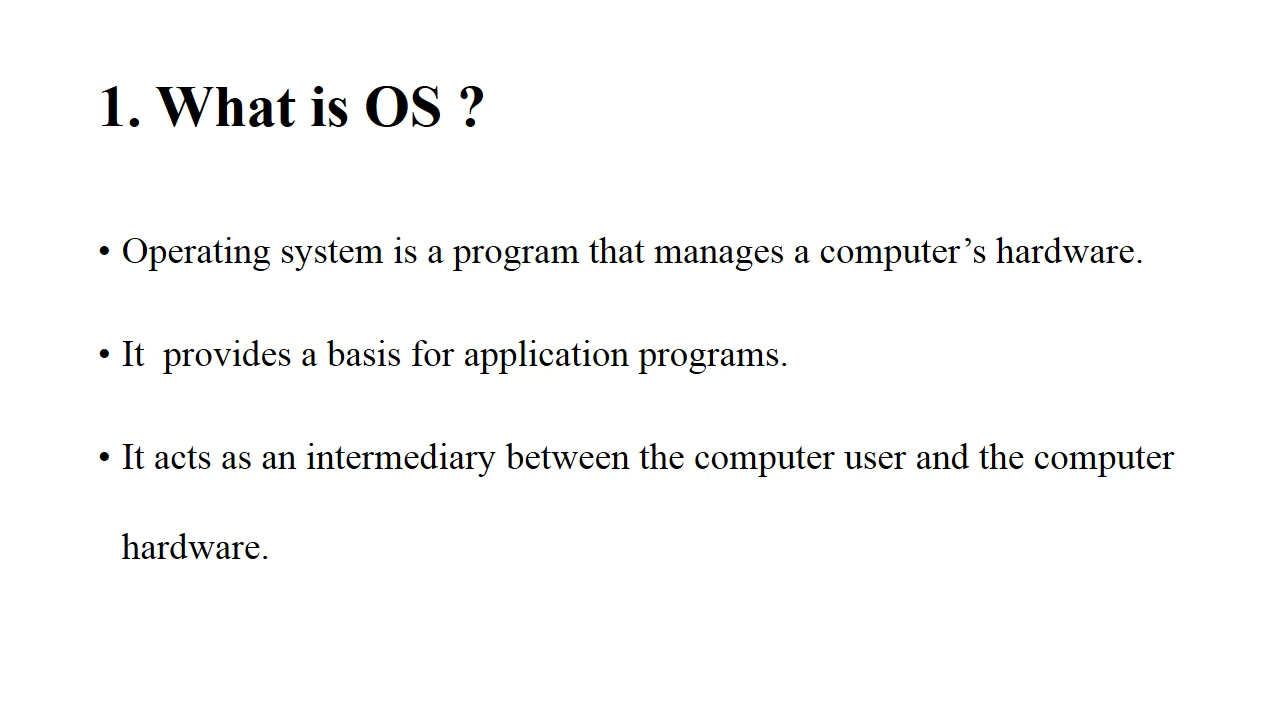 1. What is OS ?
• Operating system is a program that manages a computer’s hardware.
• It  provides a basis for application programs.
• It acts as an intermediary between the computer user and the computer
hardware.